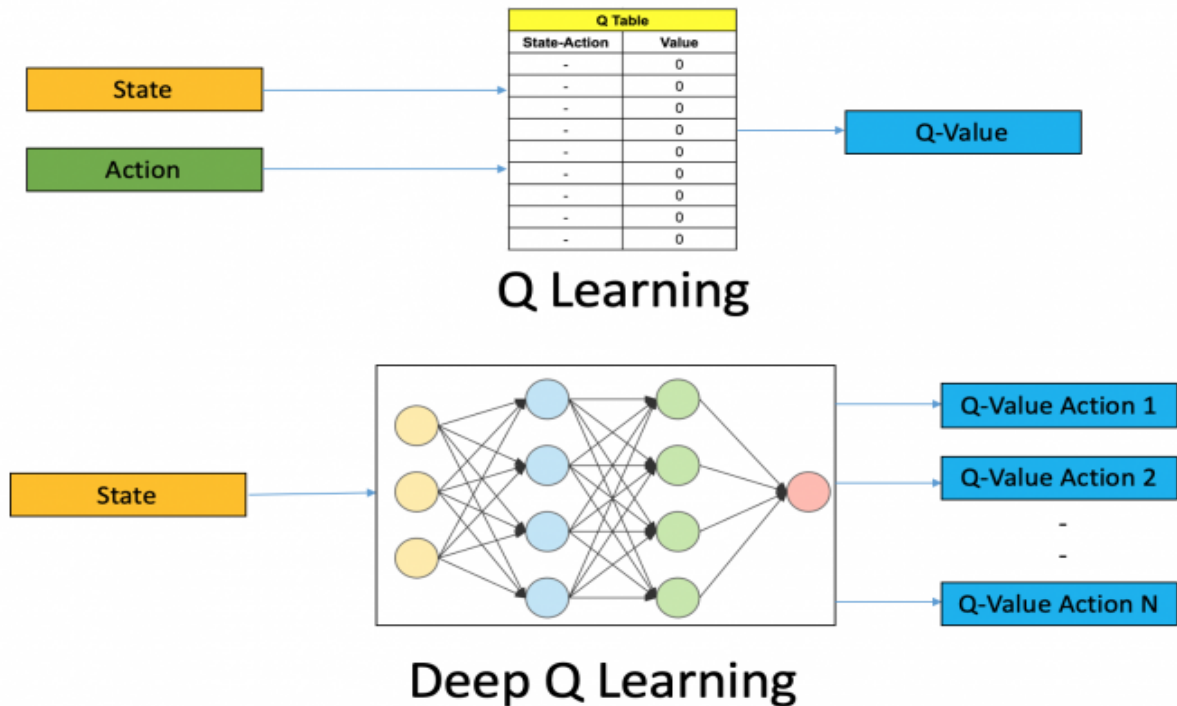 Q Table
State-Action Value
- 0
- 0
- 0
- 0
- 0
- 0
- 0
- 0
- 0
State
Action
Q-Value
Q Learning
State
Q-Value Action 1
Q-Value Action 2
-
-
Q-Value Action N
Deep Q Learning